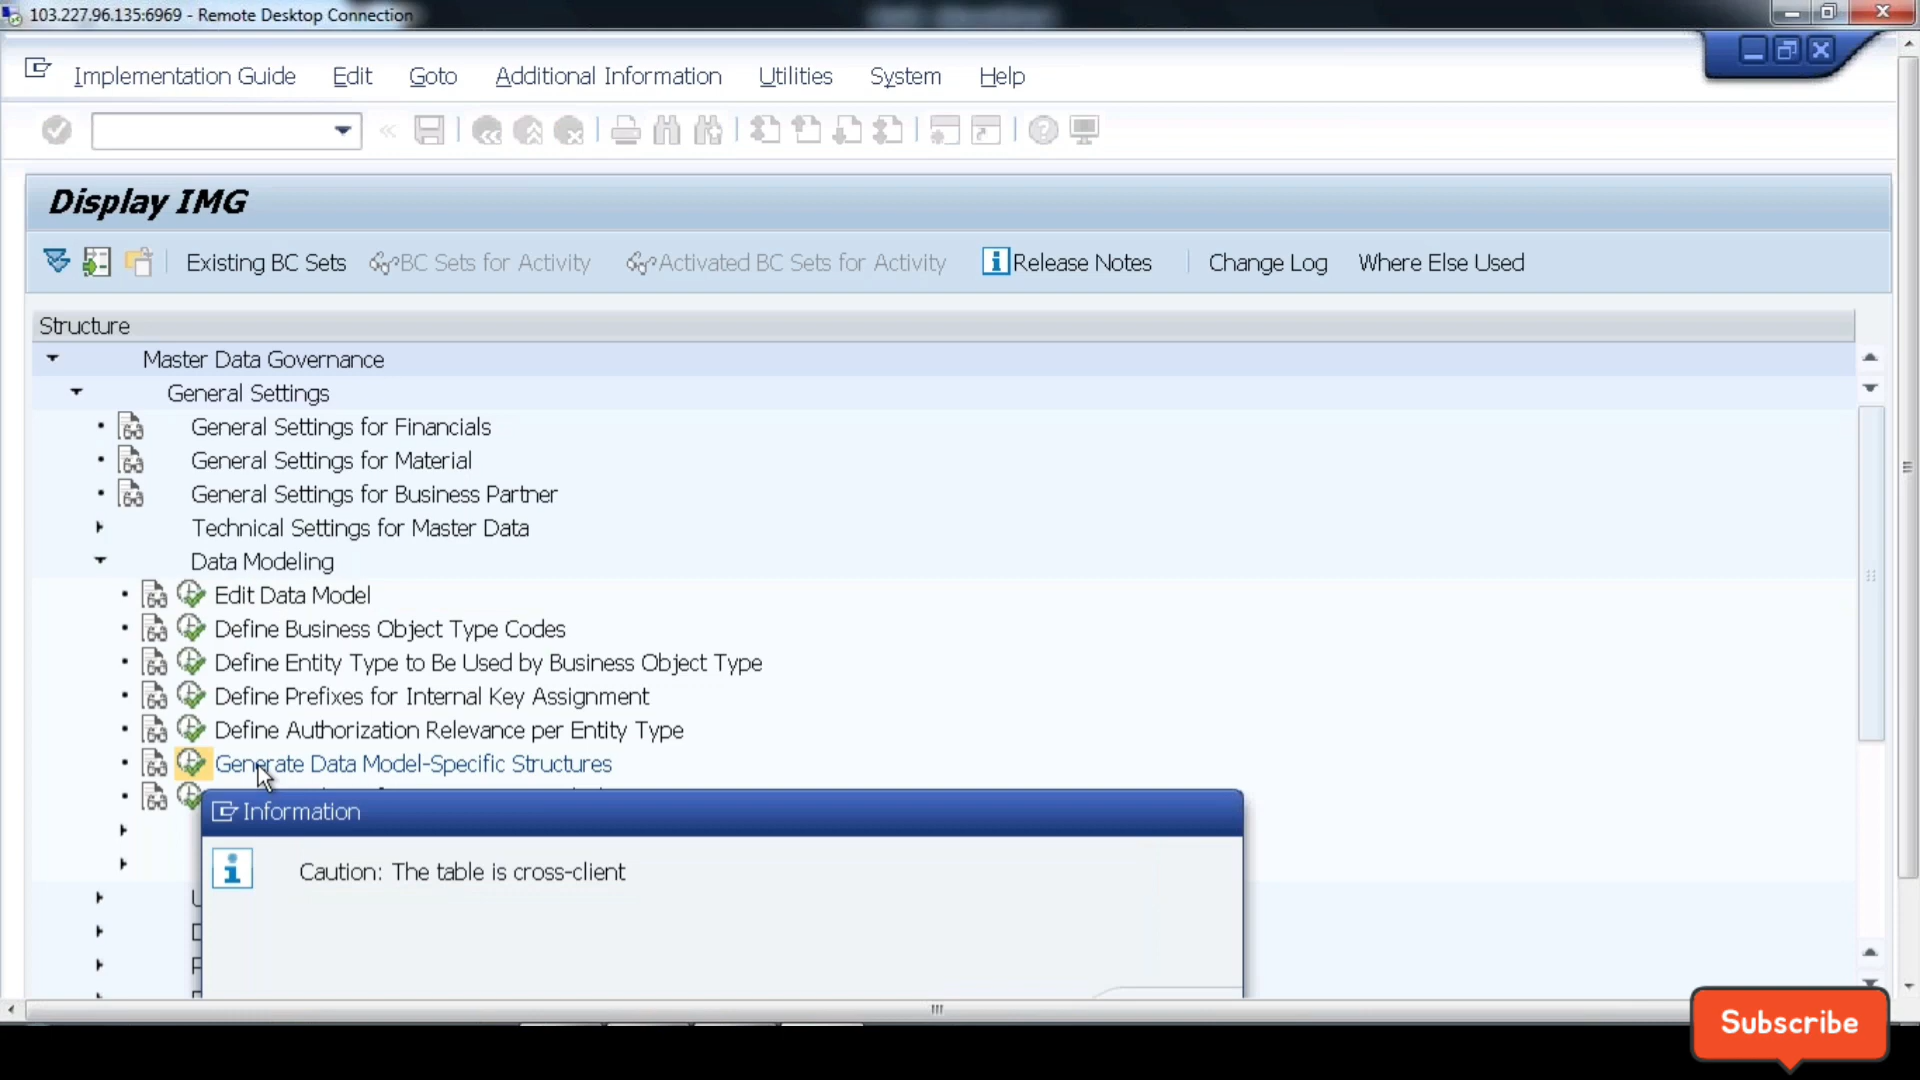 103.227.96.135:6969 - Remote Desktop Connection
Implementation Guide Edit Goto Additional Information Utilities System Help
Display IMG
Existing BC Sets BC Sets for Activity Activated BC Sets for Activity Release Notes Change Log Where Else Used
Structure
Master Data Governance
General Settings
General Settings for Financials
General Settings for Material
General Settings for Business Partner
Technical Settings for Master Data
Data Modeling
Edit Data Model
Define Business Object Type Codes
Define Entity Type to Be Used by Business Object Type
Define Prefixes for Internal Key Assignment
Define Authorization Relevance per Entity Type
Generate Data Model-Specific Structures
Information
Caution: The table is cross-client
Subscribe